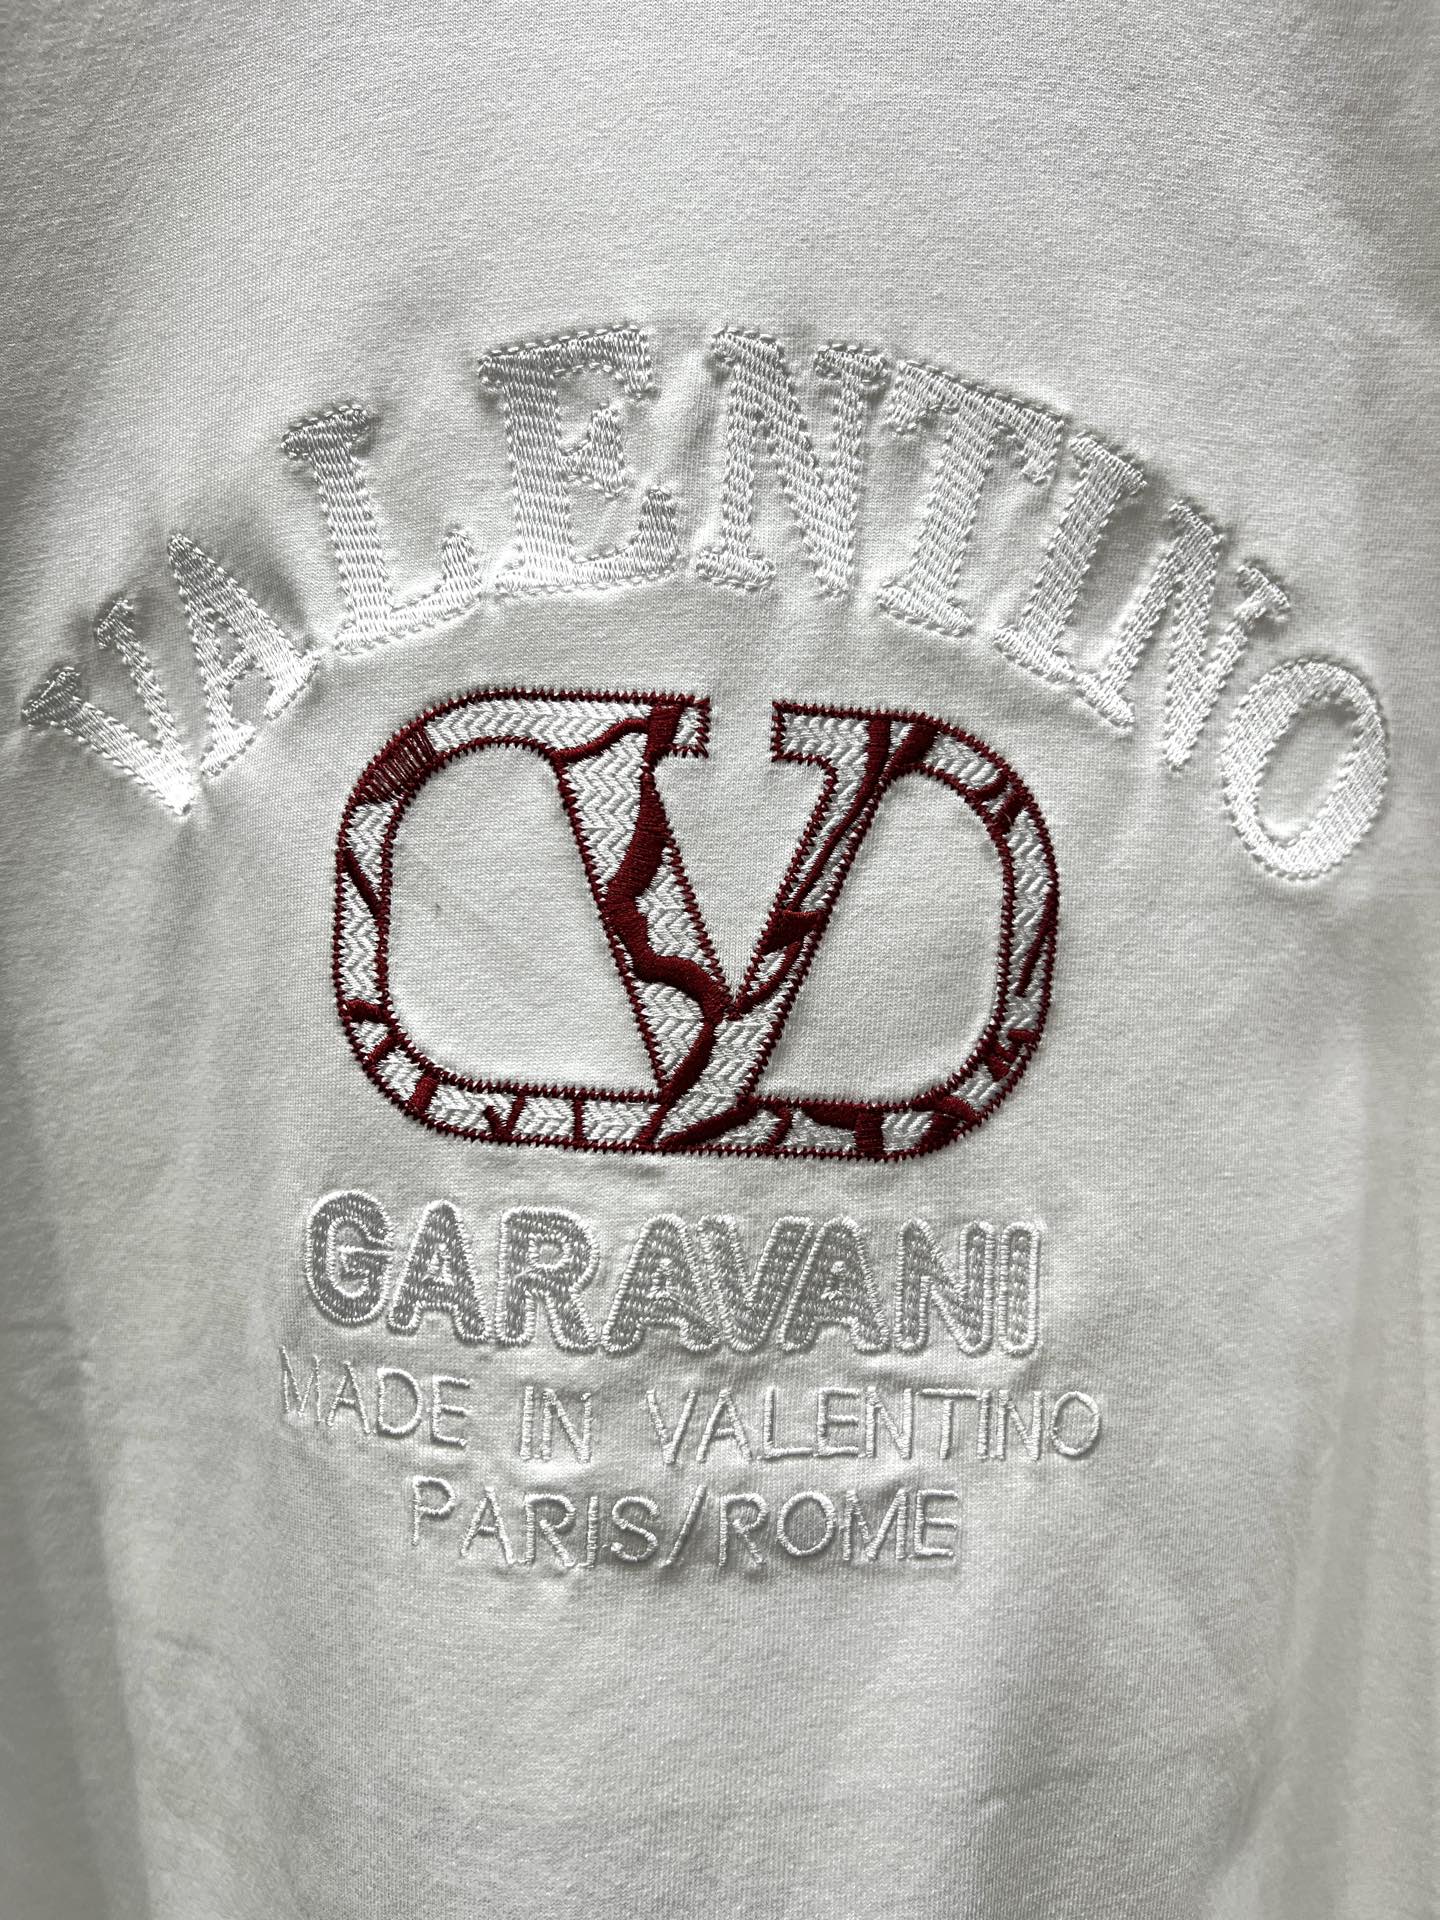 VALENTINO
V
GARAVANI
MADE IN VALENTINO
PARIS/ROME